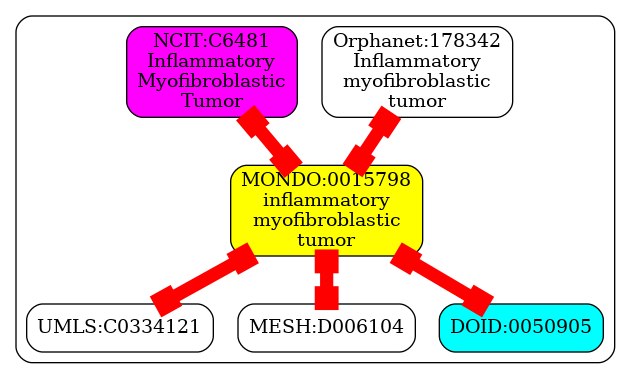 NCIT:C6481
Inflammatory
Myofibroblastic
Tumor
Orphanet:178342
Inflammatory
myofibroblastic
tumor
MONDO:0015798
inflammatory
myofibroblastic
tumor
UMLS:C0334121
MESH:D006104
DOID:0050905